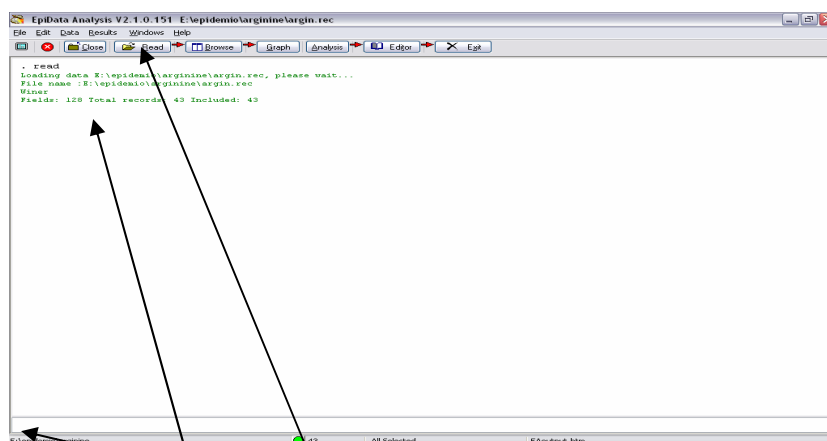 EpiData Analysis V2.1.0.151 E:\epidemio\arginine\argin.rec
File Edit Data Results Windows Help
Close Read Browse Graph Analysis Editor Exit
. read
Loading data E:\epidemio\arginine\argin.rec, please wait...
File name :E:\epidemio\arginine\argin.rec
Winer
Fields: 128 Total records: 43 Included: 43
43 All Selected